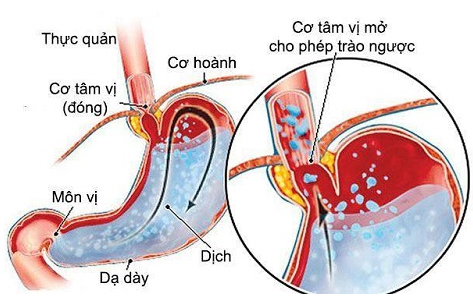 Thực quản
Cơ hoành
Cơ tâm vị
(đóng)
Môn vị
Dạ dày
Dịch
Cơ tâm vị mở
cho phép trào ngược